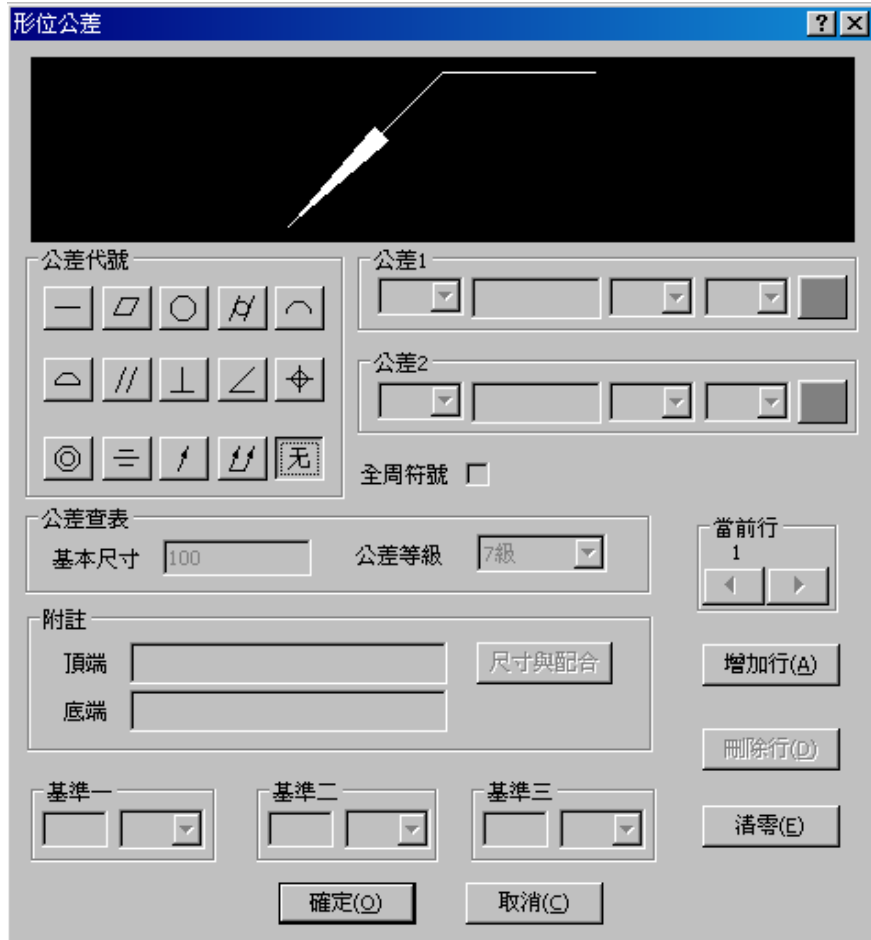 形位公差
公差代號
公差1
公差2
无
全周符號
公差查表
基本尺寸 100 公差等級 7級
當前行
1
附註
頂端
尺寸與配合
底端
增加行(A)
刪除行(D)
基準一 基準二 基準三
清零(E)
確定(O) 取消(C)